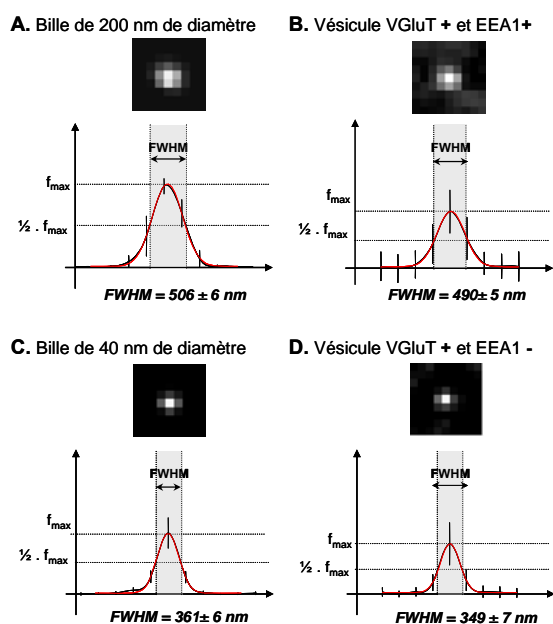 A. Bille de 200 nm de diamètre
FWHM
fmax
½ . fmax
FWHM = 506 ± 6 nm
B. Vésicule VGluT + et EEA1+
FWHM
fmax
½ . fmax
FWHM = 490± 5 nm
C. Bille de 40 nm de diamètre
FWHM
fmax
½ . fmax
FWHM = 361± 6 nm
D. Vésicule VGluT + et EEA1 -
FWHM
fmax
½ . fmax
FWHM = 349 ± 7 nm